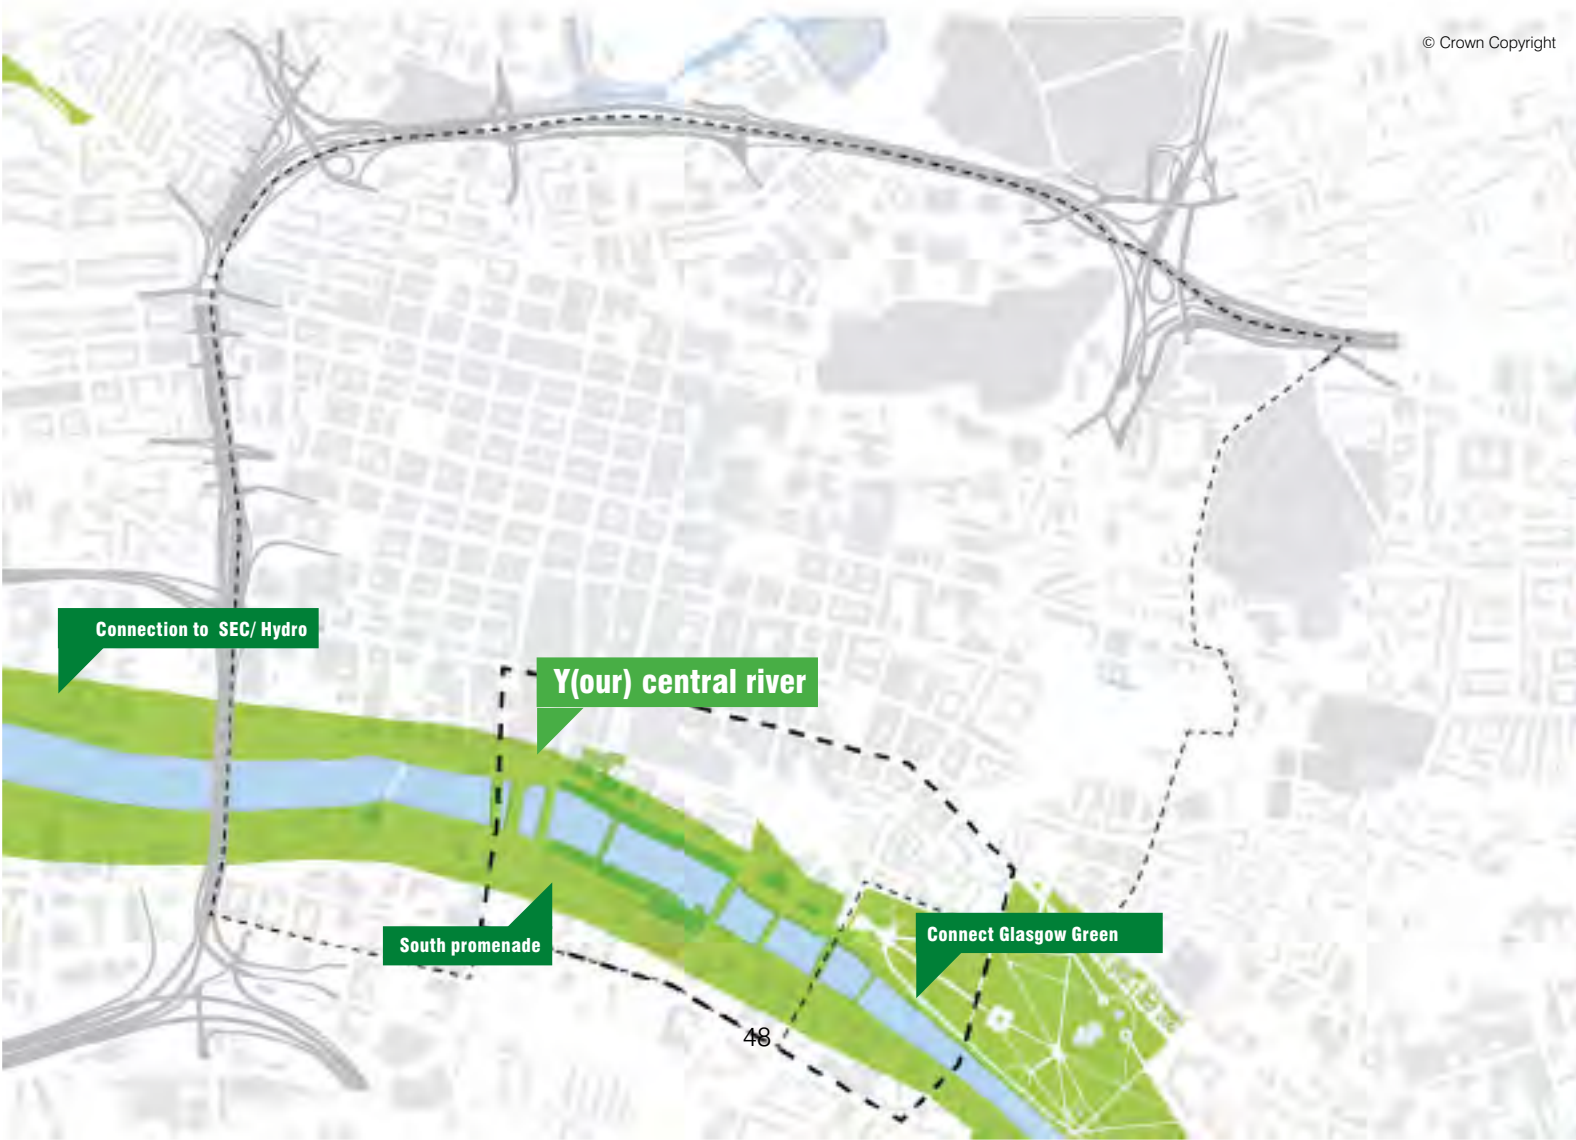 © Crown Copyright
Connection to SEC/ Hydro
Y(our) central river
South promenade
Connect Glasgow Green
48